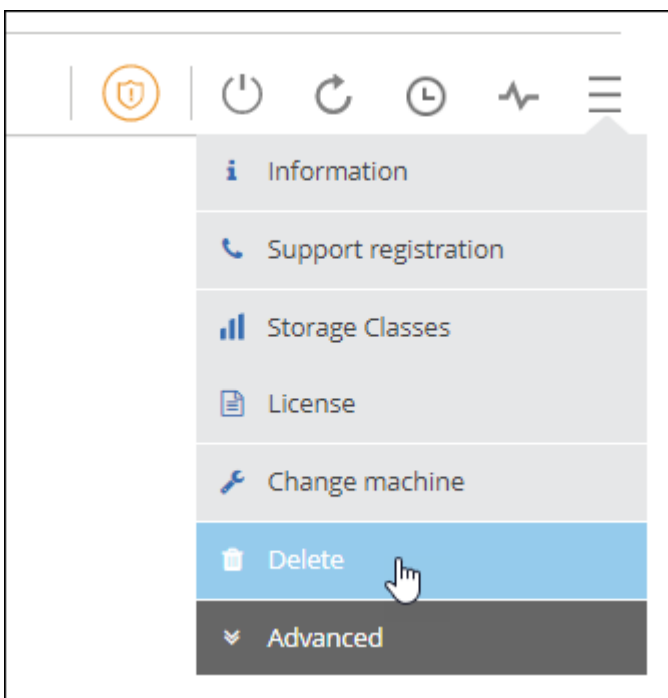 Information
Support registration
Storage Classes
License
Change machine
Delete
Advanced